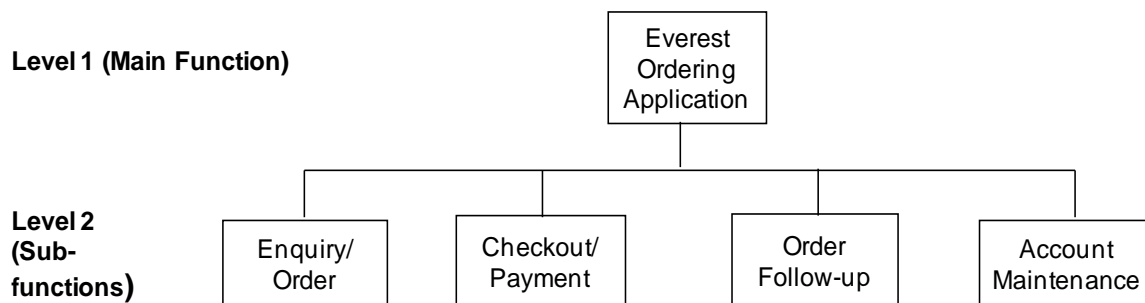 Everest
Ordering
Application
Level 1 (Main Function)
Level 2
(Sub-
functions)
Enquiry/
Order
Checkout/
Payment
Order
Follow-up
Account
Maintenance